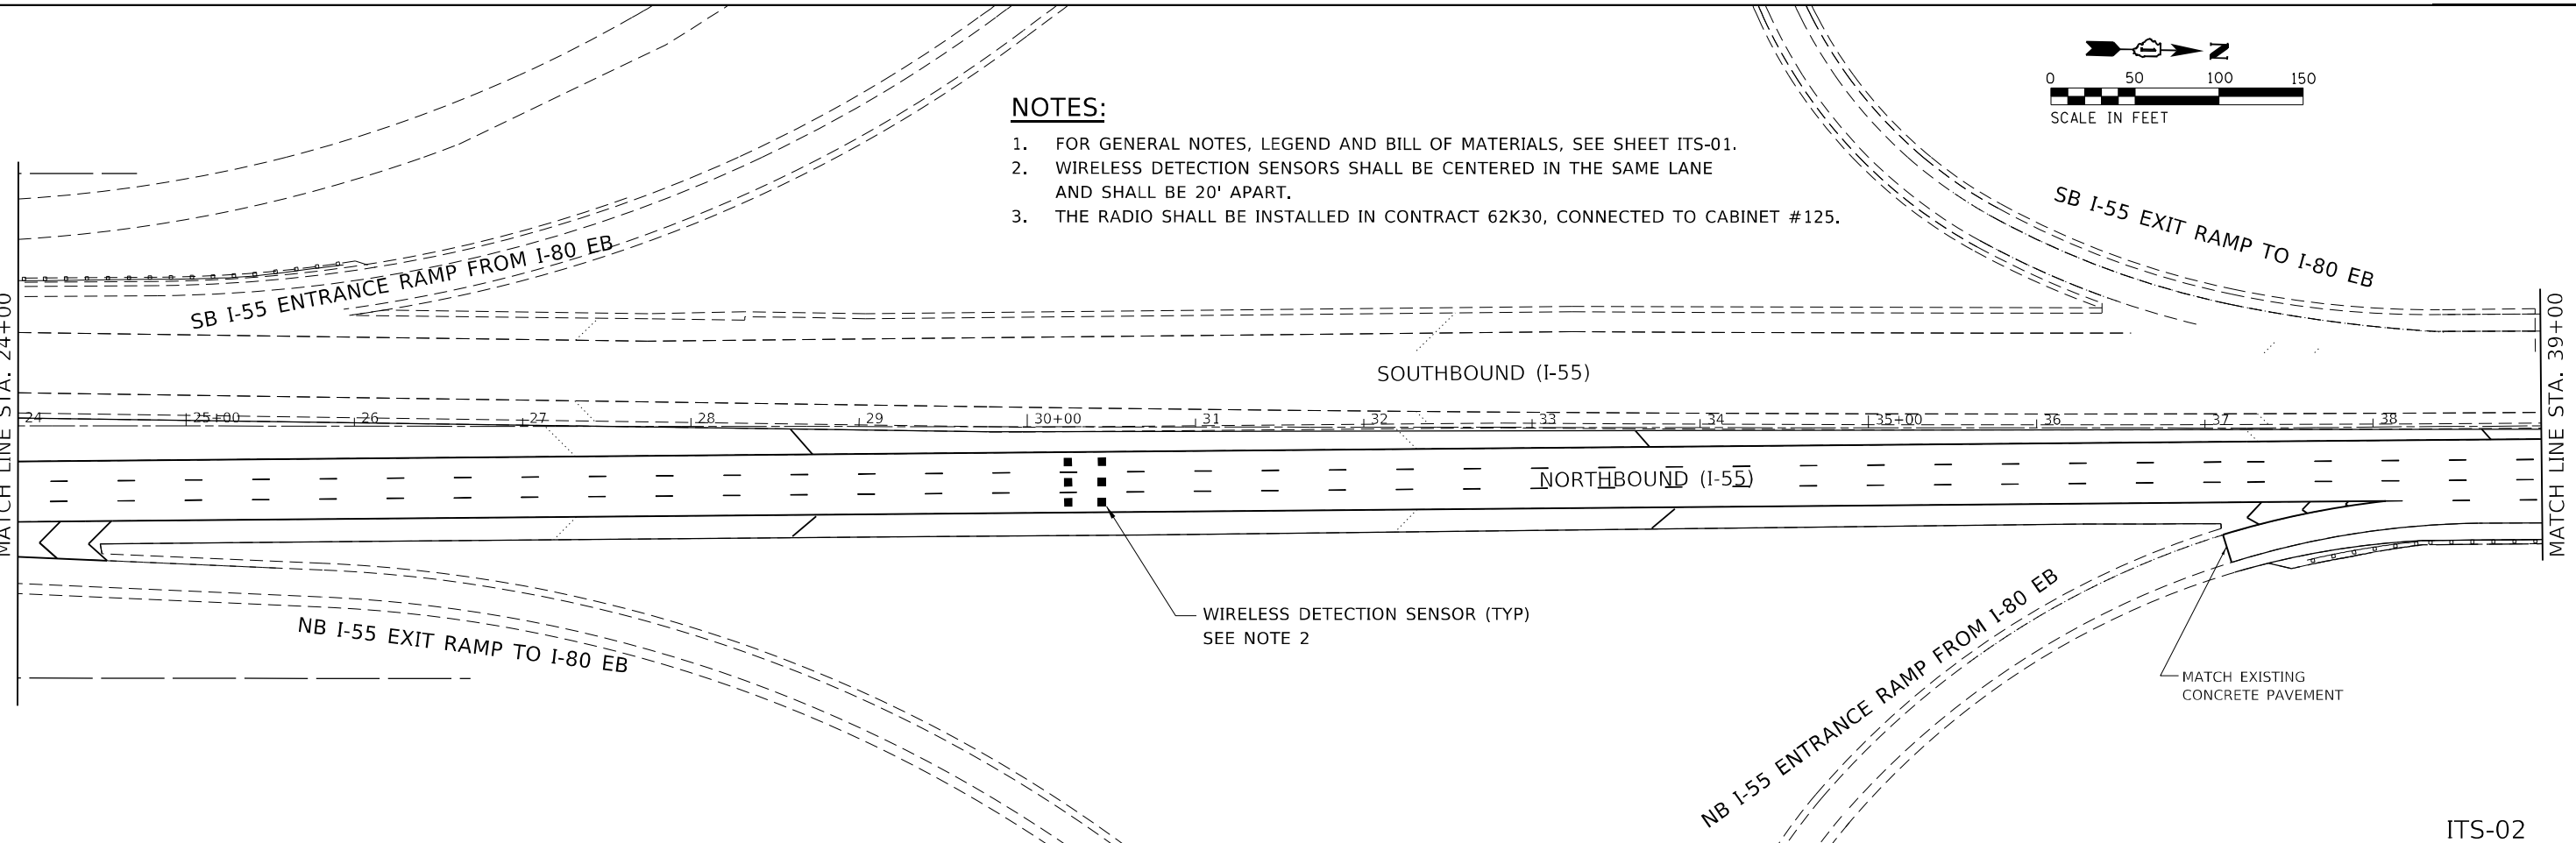 N
0 50 100 150
SCALE IN FEET
NOTES:
1. FOR GENERAL NOTES, LEGEND AND BILL OF MATERIALS, SEE SHEET ITS-01.
2. WIRELESS DETECTION SENSORS SHALL BE CENTERED IN THE SAME LANE
AND SHALL BE 20' APART.
3. THE RADIO SHALL BE INSTALLED IN CONTRACT 62K30, CONNECTED TO CABINET #125.
SB I-55 EXIT RAMP TO I-80 EB
SB I-55 ENTRANCE RAMP FROM I-80 EB
MATCH LINE STA. 24+00
MATCH LINE STA. 39+00
SOUTHBOUND (I-55)
24 25+00 26 27 28 29 30+00 31 32 33 34 35+00 36 37 38
NORTHBOUND (I-55)
WIRELESS DETECTION SENSOR (TYP)
SEE NOTE 2
NB I-55 EXIT RAMP TO I-80 EB
NB I-55 ENTRANCE RAMP FROM I-80 EB
MATCH EXISTING
CONCRETE PAVEMENT
ITS-02